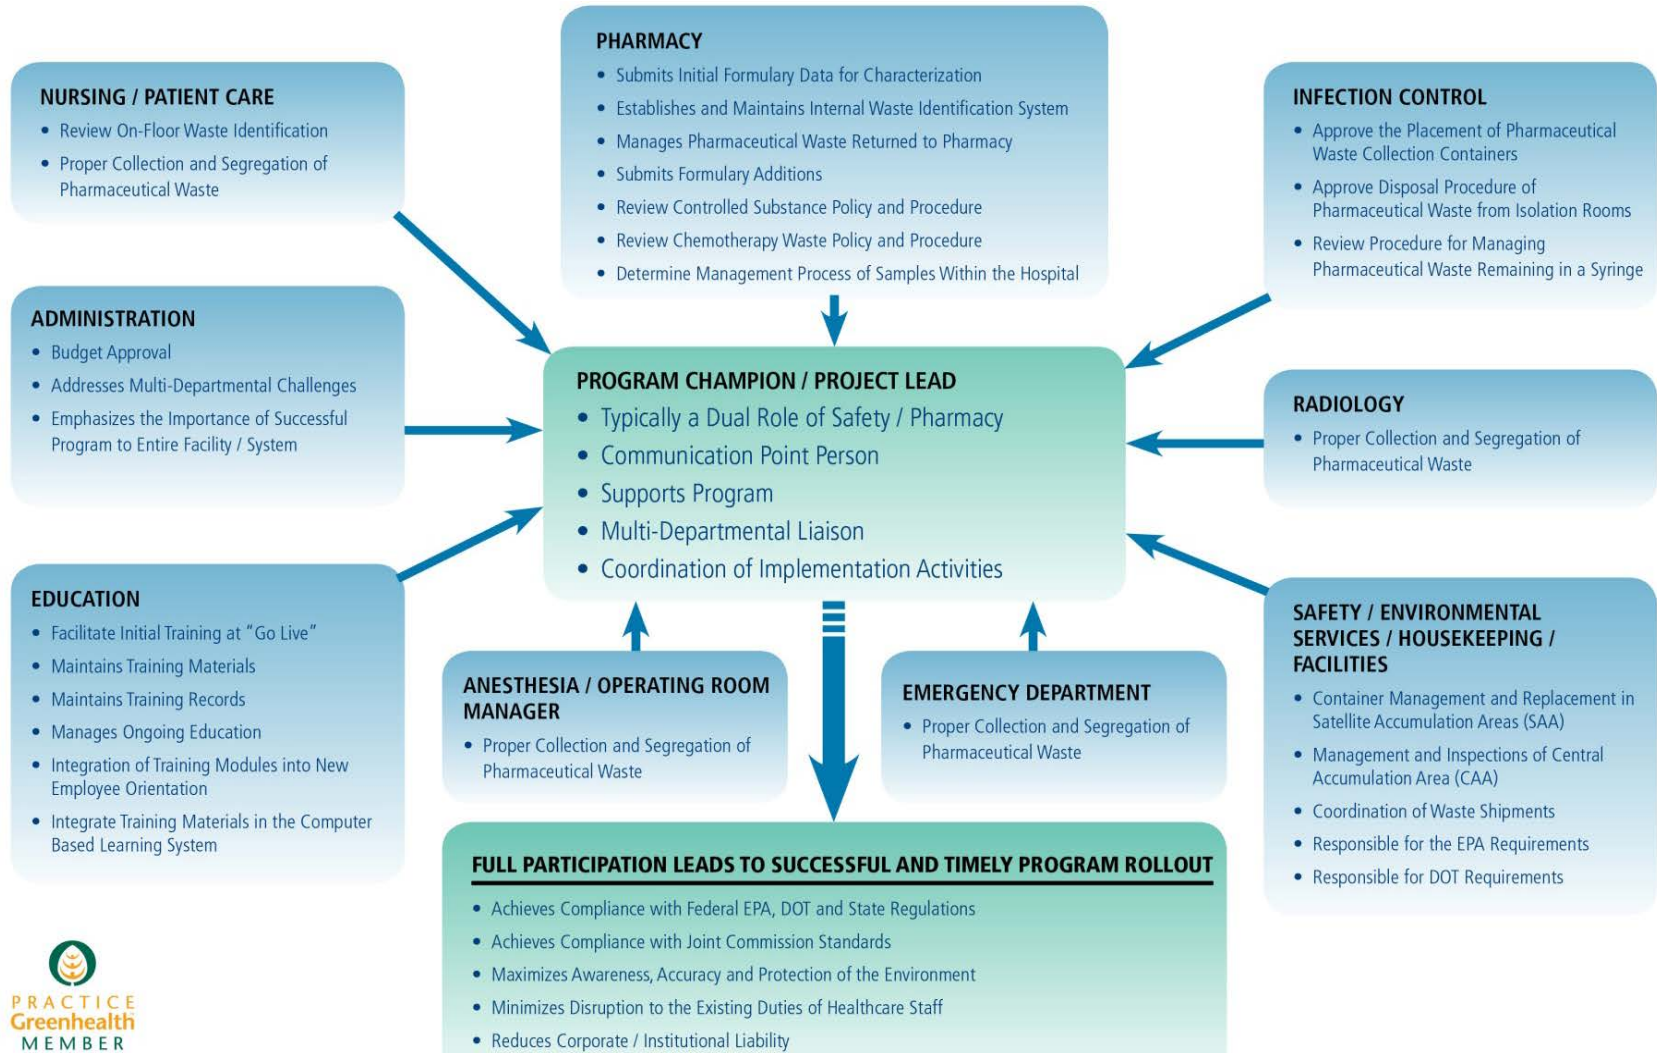 PHARMACY
• Submits Initial Formulary Data for Characterization
• Establishes and Maintains Internal Waste Identification System
• Manages Pharmaceutical Waste Returned to Pharmacy
• Submits Formulary Additions
• Review Controlled Substance Policy and Procedure
• Review Chemotherapy Waste Policy and Procedure
• Determine Management Process of Samples Within the Hospital
NURSING / PATIENT CARE
• Review On-Floor Waste Identification
• Proper Collection and Segregation of
Pharmaceutical Waste
INFECTION CONTROL
• Approve the Placement of Pharmaceutical
Waste Collection Containers
• Approve Disposal Procedure of
Pharmaceutical Waste from Isolation Rooms
• Review Procedure for Managing
Pharmaceutical Waste Remaining in a Syringe
ADMINISTRATION
• Budget Approval
• Addresses Multi-Departmental Challenges
• Emphasizes the Importance of Successful
Program to Entire Facility / System
PROGRAM CHAMPION / PROJECT LEAD
• Typically a Dual Role of Safety / Pharmacy
• Communication Point Person
• Supports Program
• Multi-Departmental Liaison
• Coordination of Implementation Activities
RADIOLOGY
• Proper Collection and Segregation of
Pharmaceutical Waste
EDUCATION
• Facilitate Initial Training at “Go Live”
• Maintains Training Materials
• Maintains Training Records
• Manages Ongoing Education
• Integration of Training Modules into New
Employee Orientation
• Integrate Training Materials in the Computer
Based Learning System
ANESTHESIA / OPERATING ROOM
MANAGER
• Proper Collection and Segregation of
Pharmaceutical Waste
EMERGENCY DEPARTMENT
• Proper Collection and Segregation of
Pharmaceutical Waste
SAFETY / ENVIRONMENTAL
SERVICES / HOUSEKEEPING /
FACILITIES
• Container Management and Replacement in
Satellite Accumulation Areas (SAA)
• Management and Inspections of Central
Accumulation Area (CAA)
• Coordination of Waste Shipments
• Responsible for the EPA Requirements
• Responsible for DOT Requirements
FULL PARTICIPATION LEADS TO SUCCESSFUL AND TIMELY PROGRAM ROLLOUT
• Achieves Compliance with Federal EPA, DOT and State Regulations
• Achieves Compliance with Joint Commission Standards
• Maximizes Awareness, Accuracy and Protection of the Environment
• Minimizes Disruption to the Existing Duties of Healthcare Staff
• Reduces Corporate / Institutional Liability
PRACTICE
Greenhealth
MEMBER